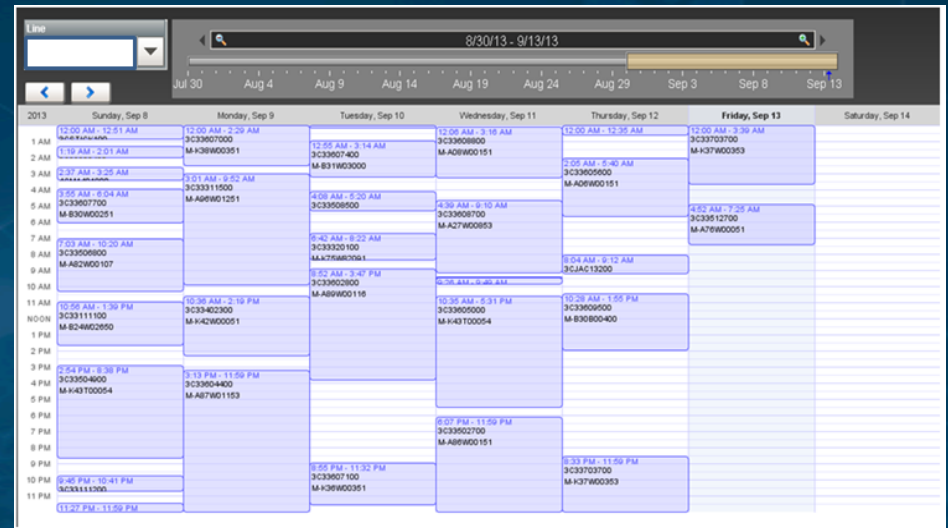 Line
8/30/13 - 9/13/13
Jul 30 Aug 4 Aug 9 Aug 14 Aug 19 Aug 24 Aug 29 Sep 3 Sep 8 Sep 13
2013 Sunday, Sep 8 Monday, Sep 9 Tuesday, Sep 10 Wednesday, Sep 11 Thursday, Sep 12 Friday, Sep 13 Saturday, Sep 14
1 AM
2 AM
3 AM
4 AM
5 AM
6 AM
7 AM
8 AM
9 AM
10 AM
11 AM
NOON
1 PM
2 PM
3 PM
4 PM
5 PM
6 PM
7 PM
8 PM
9 PM
10 PM
11 PM
12:00 AM - 12:51 AM
1:19 AM - 2:01 AM
2:37 AM - 3:25 AM
3:55 AM - 6:04 AM
3C33607700
M-B30W00251
7:03 AM - 10:20 AM
3C33506800
M-A82W00107
10:56 AM - 1:39 PM
3C33111100
M-B24W02650
2:54 PM - 8:38 PM
3C33504900
M-K43T00054
9:45 PM - 10:41 PM
3C33111200
11:27 PM - 11:59 PM
12:00 AM - 2:29 AM
3C33607000
M-K38W00351
3:01 AM - 9:52 AM
3C33311500
M-A96W01251
10:36 AM - 2:19 PM
3C33402300
M-K42W00051
3:13 PM - 11:59 PM
3C33604400
M-A87W01153
12:55 AM - 3:14 AM
3C33607400
M-B31W03000
4:08 AM - 5:20 AM
3C33508500
6:42 AM - 8:22 AM
3C33320100
M-K75W82091
8:52 AM - 3:47 PM
3C33602800
M-A89W00116
8:55 PM - 11:32 PM
3C33607100
M-K36W00351
12:06 AM - 3:16 AM
3C33608800
M-A08W00151
4:39 AM - 9:10 AM
3C33608700
M-A27W00853
9:26 AM - 9:49 AM
10:35 AM - 5:31 PM
3C33605000
M-K43T00054
6:07 PM - 11:59 PM
3C33502700
M-A86W00151
12:00 AM - 12:35 AM
2:05 AM - 5:40 AM
3C33605600
M-A06W00151
8:04 AM - 9:12 AM
3CJAC13200
10:28 AM - 1:55 PM
3C33609500
M-B30B00400
8:33 PM - 11:59 PM
3C33703700
M-K37W00353
12:00 AM - 3:39 AM
3C33703700
M-K37W00353
4:52 AM - 7:25 AM
3C33512700
M-A76W00051